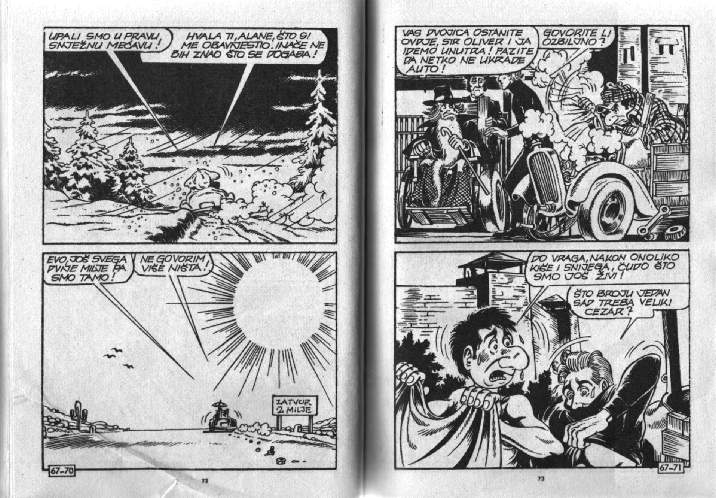 UPALI SMO U PRAVU,
SNJEŽNU MEĆAVU!
HVALA TI, ALANE, ŠTO SI
ME OBAVIJESTIO. INAČE NE
BIH ZNAO ŠTO SE DOGAĐA!
EVO, JOŠ SVEGA
DVIJE MILJE PA
SMO TAMO!
NE GOVORIM
VIŠE NIŠTA!
ZATVOR
2 MILJE
67-70
72
VAS DVOJICA OSTANITE
OVDJE, SIR OLIVER I JA
IDEMO UNUTRA! PAZITE
DA NETKO NE UKRADE
AUTO!
GOVORITE LI
OZBILJNO?
DO VRAGA, NAKON ONOLIKO
KIŠE I SNIJEGA, ČUDO ŠTO
SMO JOŠ ŽIVI!
ŠTO BROJU JEDAN
SAD TREBA VELIKI
CEZAR?
67-71
73